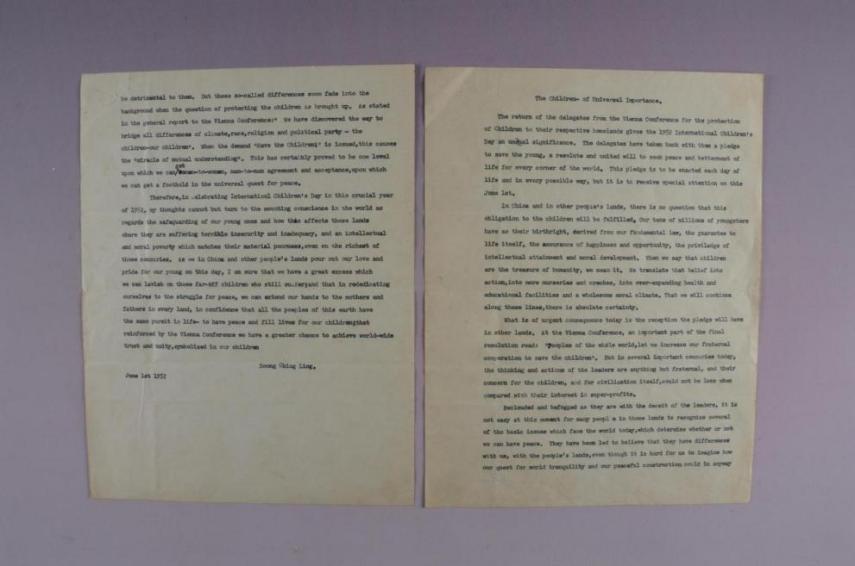 The Children- of Universal Importance.
The return of the delegates from the Vienna Conference for the protection
of Children to their respective homelands gives the 1952 International Children's
Day an unusual significance. The delegates have taken back with them a pledge
to save the young, a resolute and united will to seek peace and betterment of
life for every corner of the world. This pledge is to be enacted each day of
life and in every possible way, but it is to receive special attention on this
June 1st.
In China and in other people's lands, there is no question that this
obligation to the children will be fulfilled. Our tens of millions of youngsters
have as their birthright, derived from our fundamental law, the guarantee to
life itself, the assurance of happiness and opportunity, the priviledge of
intellectual attainment and moral development. When we say that children
are the treasure of humanity, we mean it. We translate that belief into
action, into more nurseries and creches, into ever-expanding health and
educational facilities and a wholesome moral climate. That we will continue
along these lines, there is absolute certainty.
What is of urgent consequence today is the reception the pledge will have
in other lands. At the Vienna Conference, an important part of the final
resolution read: "Peoples of the whole world, let us increase our fraternal
cooperation to save the children'. But in several important countries today,
the thinking and actions of the leaders are anything but fraternal, and their
concern for the children, and for civilization itself, could not be less when
compared with their interest in super-profits.
Beclouded and befogged as they are with the deceit of the leaders, it is
not easy at this moment for many people in those lands to recognize several
of the basic issues which face the world today, which determine whether or not
we can have peace. They have been led to believe that they have differences
with us, with the people's lands, even though it is hard for us to imagine how
our quest for world tranquility and our peaceful construction could in anyway
be detrimental to them. But these so-called differences soon fade into the
background when the question of protecting the children is brought up. As stated
in the general report to the Vienna Conference:' We have discovered the way to
bridge all differences of climate, race, religion and political party - the
children-our children'. When the demand 'Save the Children' is issued, this causes
the 'miracle of mutual understanding'. This has certainly proved to be one level
upon which we can get woman-to-woman, man-to-man agreement and acceptance, upon which
we can get a foothold in the universal quest for peace.
Therefore, in celebrating International Children's Day in this crucial year
of 1952, my thoughts cannot but turn to the mounting conscience in the world as
regards the safeguarding of our young ones and how this affects those lands
where they are suffering terrible insecurity and inadequacy, and an intellectual
and moral poverty which matches their material poorness, even on the richest of
those countries. As we in China and other people's lands pour out our love and
pride for our young on this day, I am sure that we have a great excess which
we can lavish on those far-off children who still suffer, and that in rededicating
ourselves to the struggle for peace, we can extend our hands to the mothers and
fathers in every land, in confidence that all the peoples of this earth have
the same pursuit in life- to have peace and fill lives for our children; that
reinforced by the Vienna Conference we have a greater chance to achieve world-wide
trust and unity, symbolized in our children
Soong Ching Ling,
June 1st 1952